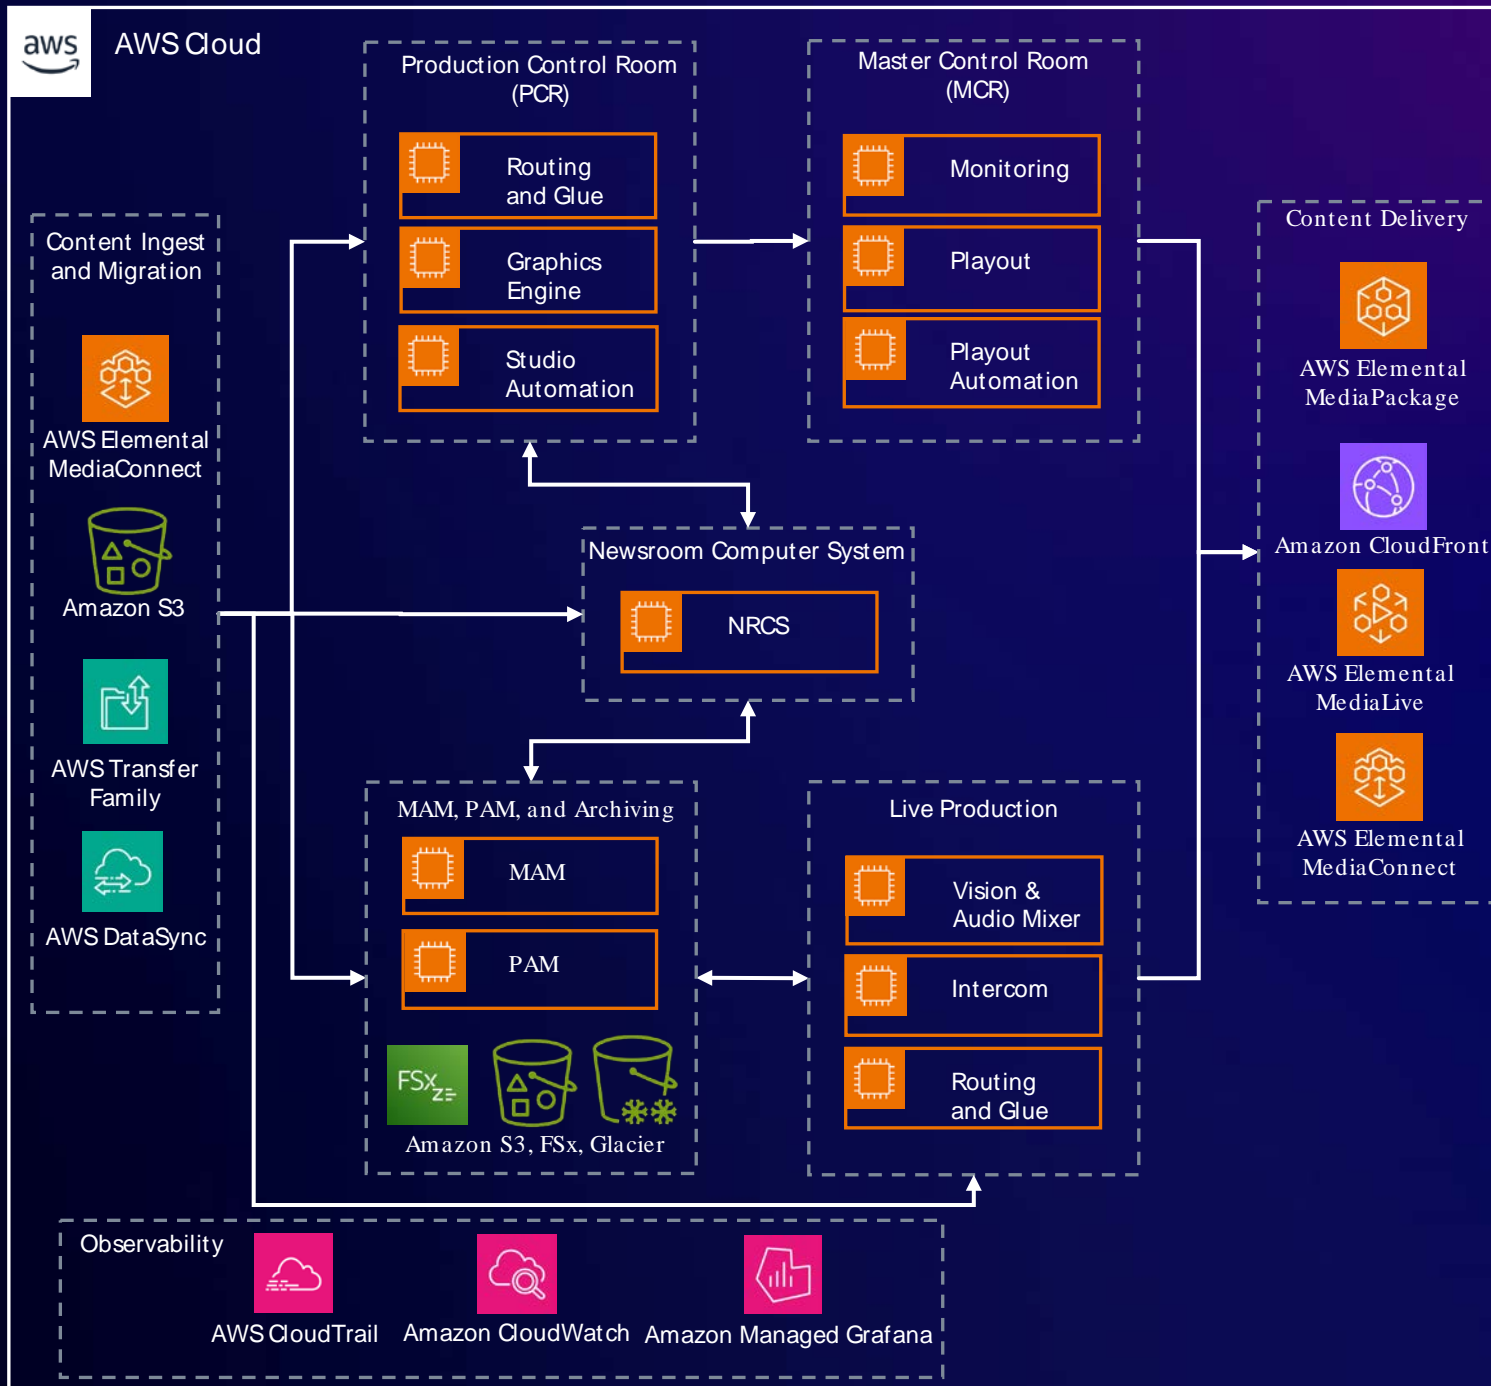 aws
AWS Cloud
Production Control Room
(PCR)
Routing
and Glue
Graphics
Engine
Studio
Automation
Master Control Room
(MCR)
Monitoring
Playout
Playout
Automation
Content Ingest
and Migration
AWS Elemental
MediaConnect
Amazon S3
AWS Transfer
Family
AWS DataSync
Newsroom Computer System
NRCS
Content Delivery
AWS Elemental
MediaPackage
Amazon CloudFront
AWS Elemental
MediaLive
AWS Elemental
MediaConnect
MAM, PAM, and Archiving
MAM
PAM
FSx
Z
Amazon S3, FSx, Glacier
Live Production
Vision &
Audio Mixer
Intercom
Routing
and Glue
Observability
AWS CloudTrail
Amazon CloudWatch
Amazon Managed Grafana